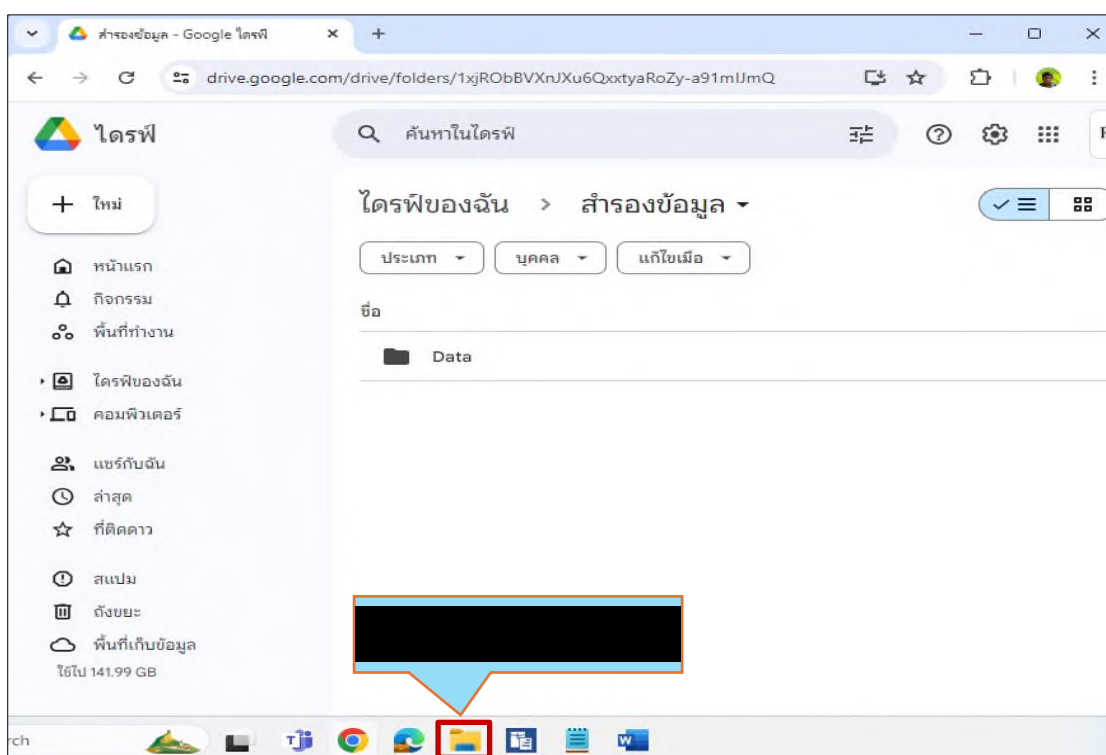 สำรองข้อมูล - Google ไดรฟ์
drive.google.com/drive/folders/1xjRObBVXnJXu6QxxtyaRoZy-a91mIJmQ
ไดรฟ์
ค้นหาในไดรฟ์
ใหม่
ไดรฟ์ของฉัน > สำรองข้อมูล
ประเภท บุคคล แก้ไขเมื่อ
หน้าแรก
กิจกรรม
พื้นที่ทำงาน
ไดรฟ์ของฉัน
คอมพิวเตอร์
แชร์กับฉัน
ล่าสุด
ที่ติดดาว
สแปม
ถังขยะ
พื้นที่เก็บข้อมูล
ใช้ไป 141.99 GB
ชื่อ
Data
rch